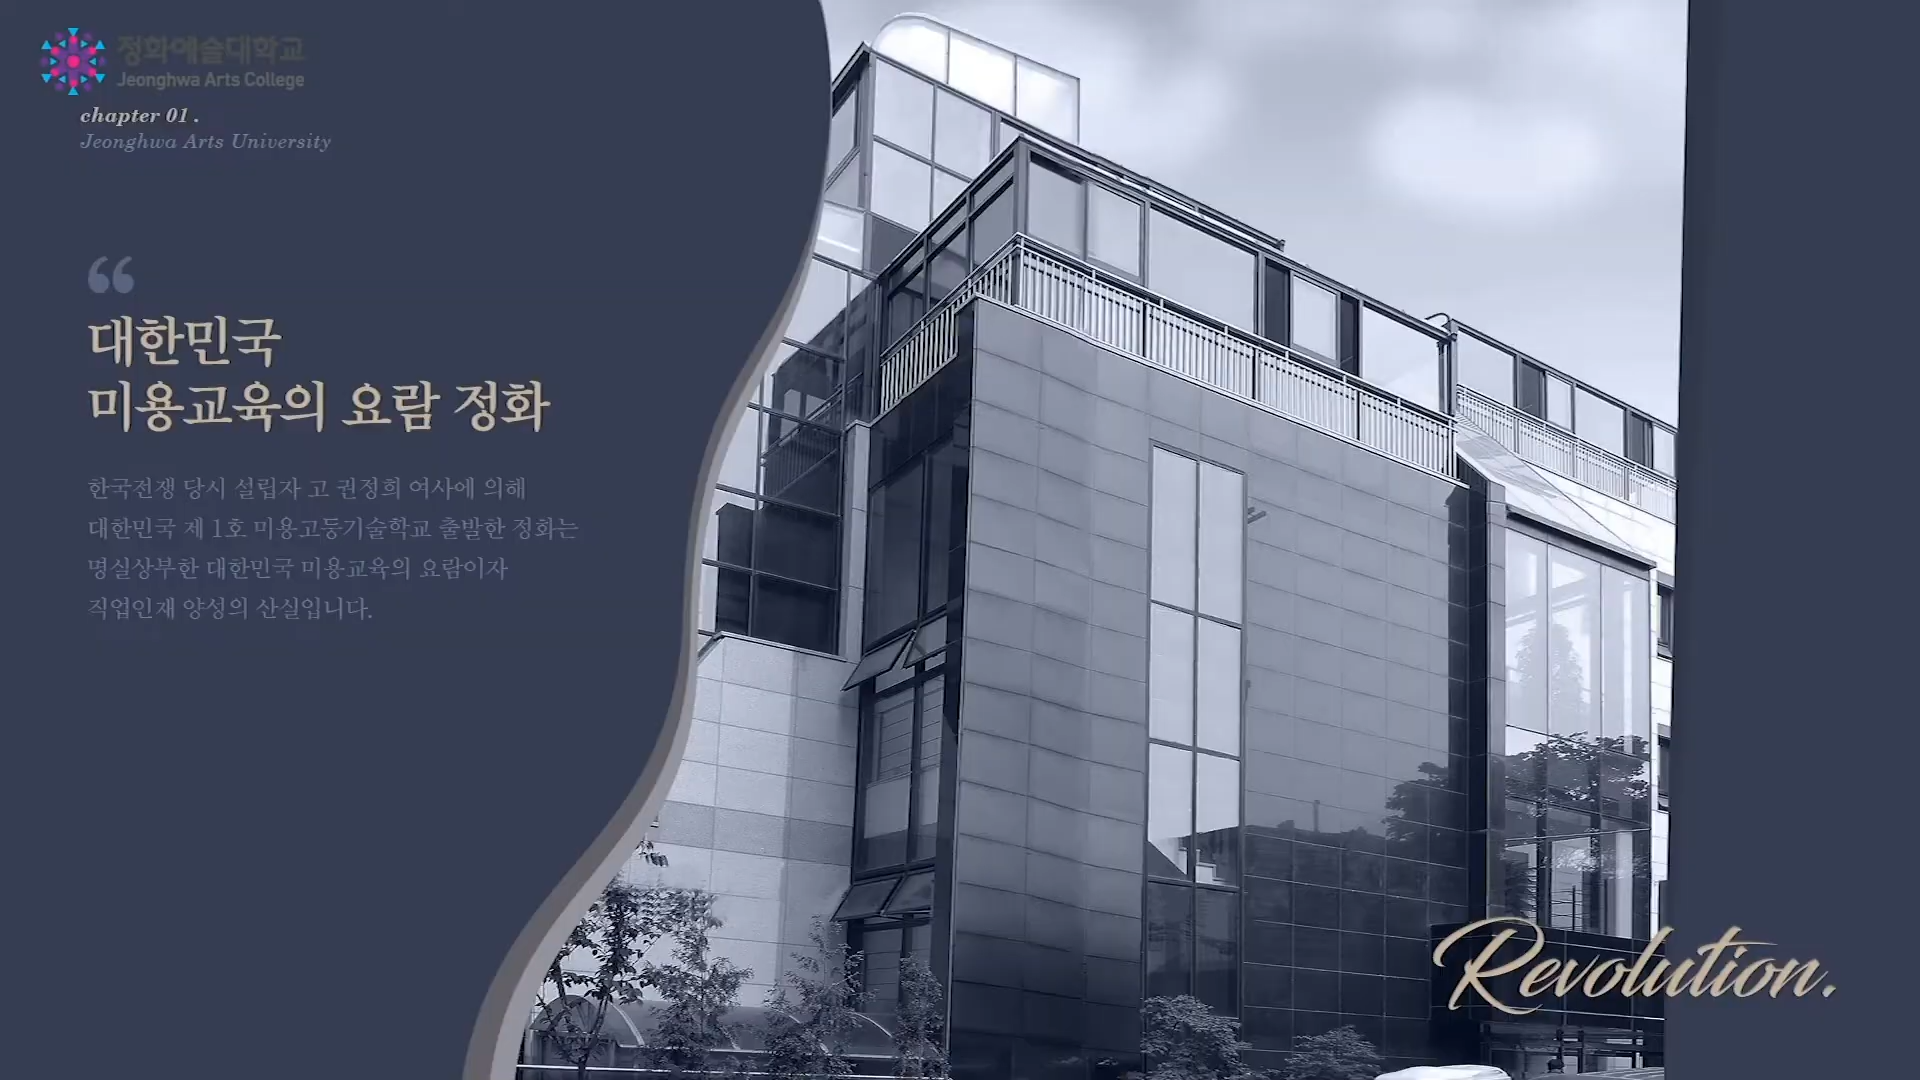 정화예술대학교
Jeonghwa Arts College
chapter 01 .
Jeonghwa Arts University
“
대한민국
미용교육의 요람 정화
한국전쟁 당시 설립자 고 권정희 여사에 의해
대한민국 제 1호 미용고등기술학교 출발한 정화는
명실상부한 대한민국 미용교육의 요람이자
직업인재 양성의 산실입니다.
Revolution.